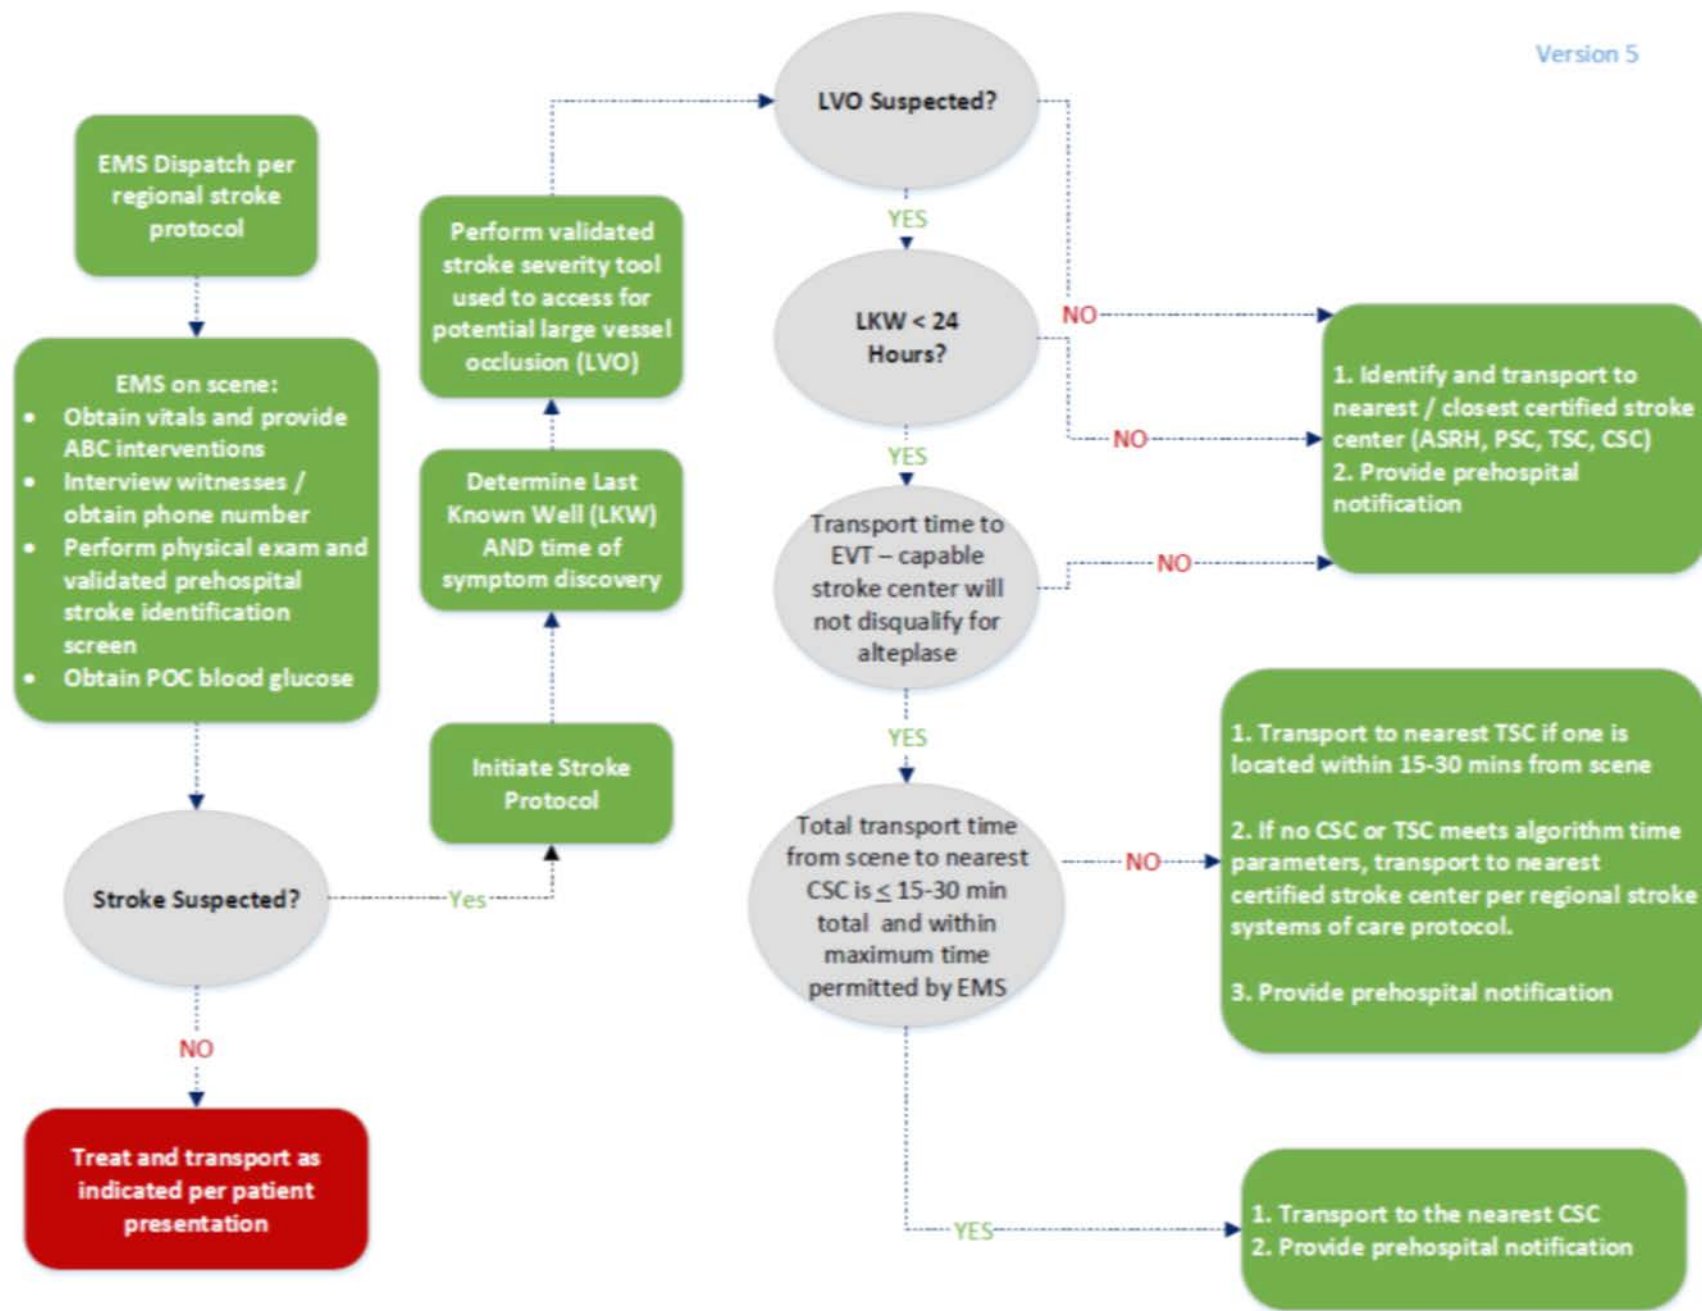 Version 5
EMS Dispatch per
regional stroke
protocol
EMS on scene:
• Obtain vitals and provide
ABC interventions
• Interview witnesses /
obtain phone number
• Perform physical exam and
validated prehospital
stroke identification
screen
• Obtain POC blood glucose
Stroke Suspected?
NO
Treat and transport as
indicated per patient
presentation
Yes
Initiate Stroke
Protocol
Determine Last
Known Well (LKW)
AND time of
symptom discovery
Perform validated
stroke severity tool
used to access for
potential large vessel
occlusion (LVO)
LVO Suspected?
YES
NO
LKW < 24
Hours?
YES
NO
Transport time to
EVT – capable
stroke center will
not disqualify for
alteplase
YES
NO
1. Identify and transport to
nearest / closest certified stroke
center (ASRH, PSC, TSC, CSC)
2. Provide prehospital
notification
Total transport time
from scene to nearest
CSC is ≤ 15-30 min
total and within
maximum time
permitted by EMS
NO
1. Transport to nearest TSC if one is
located within 15-30 mins from scene
2. If no CSC or TSC meets algorithm time
parameters, transport to nearest
certified stroke center per regional stroke
systems of care protocol.
3. Provide prehospital notification
YES
1. Transport to the nearest CSC
2. Provide prehospital notification